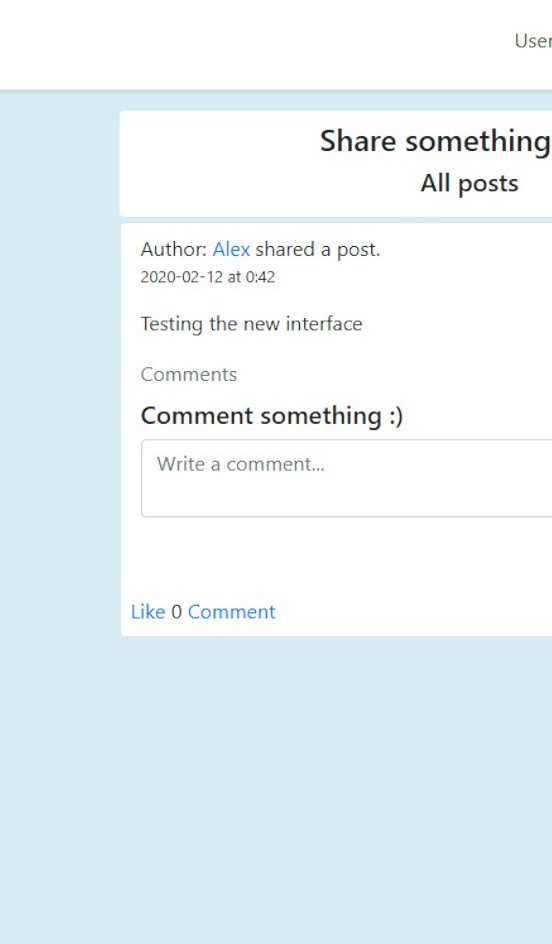 User
Share something
All posts
Author: Alex shared a post.
2020-02-12 at 0:42
Testing the new interface
Comments
Comment something :)
Write a comment...
Like 0 Comment